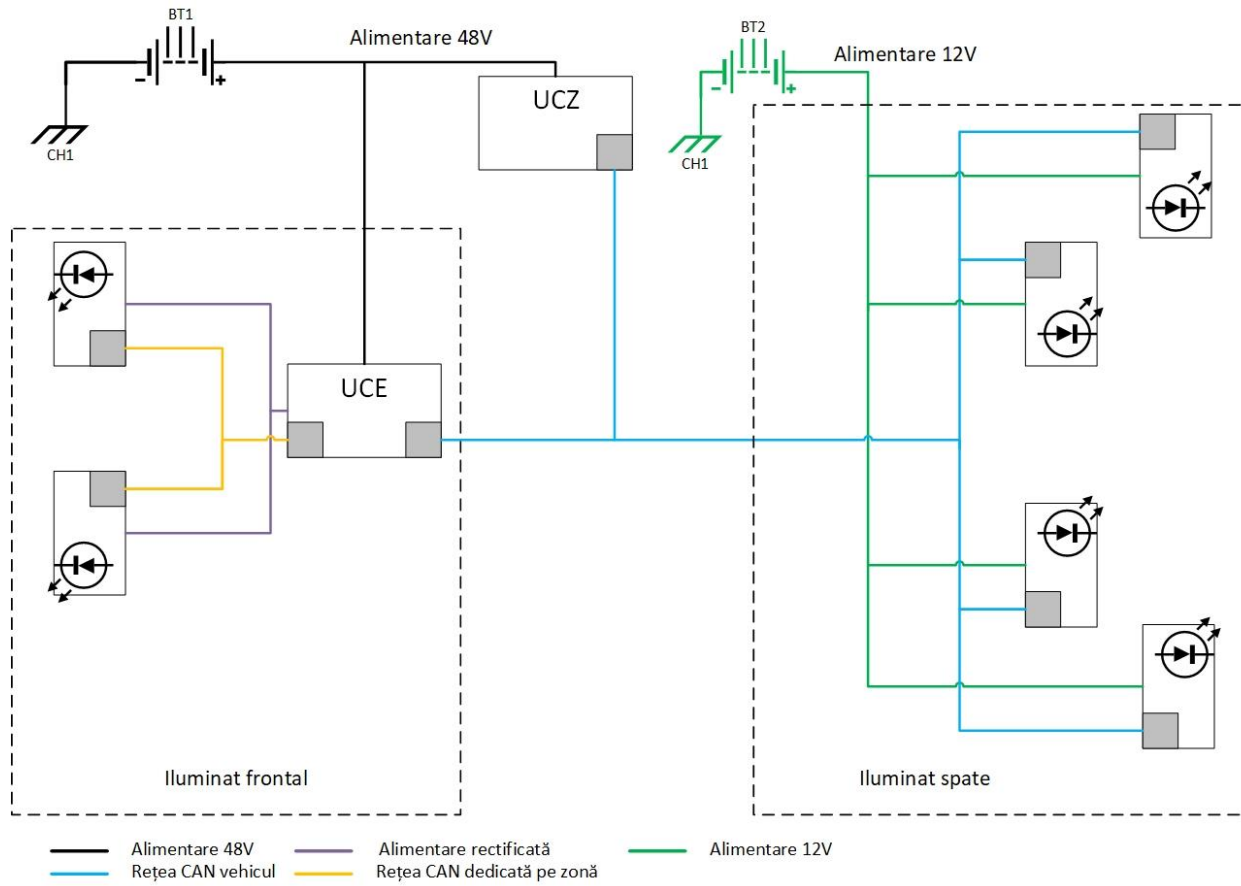 BT1
Alimentare 48V
BT2
Alimentare 12V
UCZ
CH1
CH1
UCE
Iluminat frontal
Iluminat spate
Alimentare 48V Alimentare rectificată Alimentare 12V
Rețea CAN vehicul Rețea CAN dedicată pe zonă